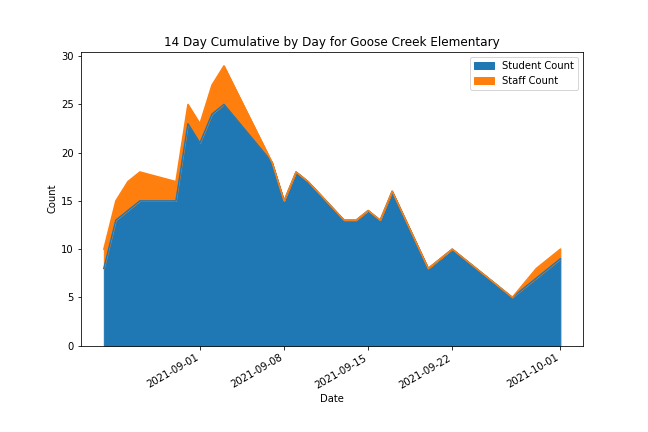 14 Day Cumulative by Day for Goose Creek Elementary
Student Count
Staff Count
30
25
20
15
10
5
0
Count
2021-09-01
2021-09-08
2021-09-15
2021-09-22
2021-10-01
Date